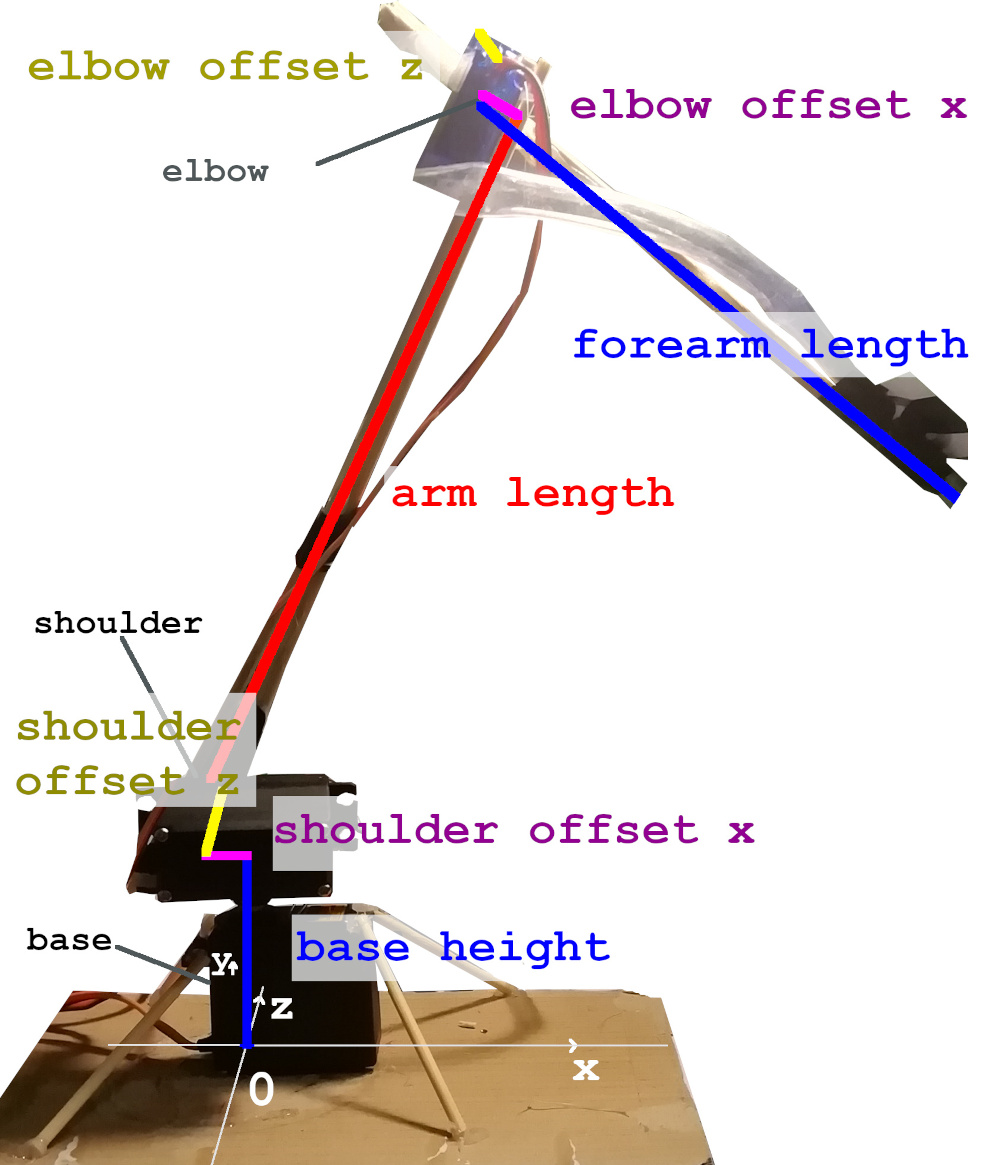 elbow offset z
elbow offset x
elbow
forearm length
arm length
shoulder
shoulder
offset z
shoulder offset x
base
base height
y
z
x
0